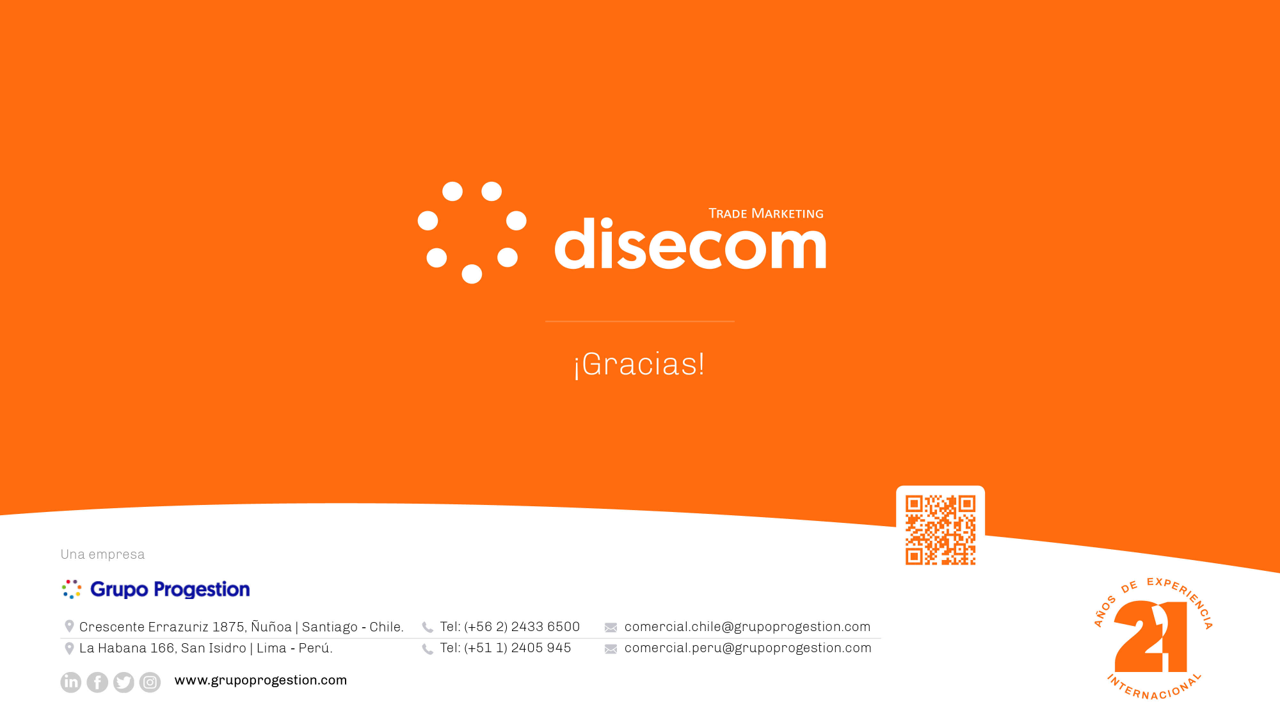 TRADE MARKETING
disecom
¡Gracias!
Una empresa
Grupo Progestion
Crescente Errazuriz 1875, Ñuñoa | Santiago - Chile. Tel: (+56 2) 2433 6500 comercial.chile@grupoprogestion.com
La Habana 166, San Isidro | Lima - Perú. Tel: (+51 1) 2405 945 comercial.peru@grupoprogestion.com
www.grupoprogestion.com
AÑOS DE EXPERIENCIA
21
INTERNACIONAL